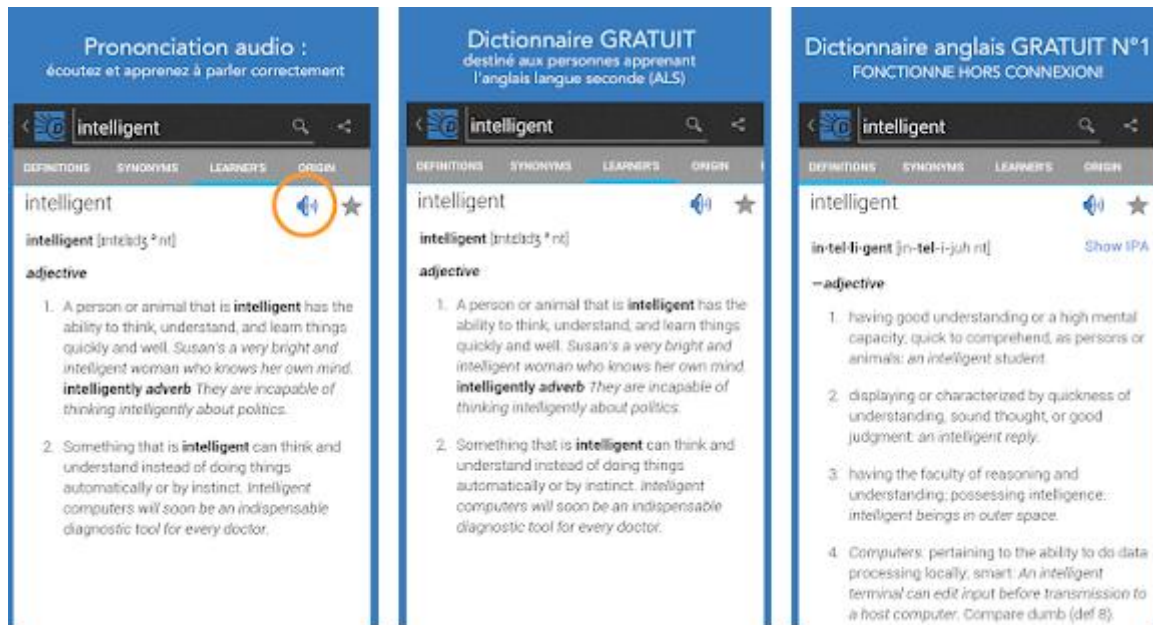 Prononciation audio :
écoutez et apprenez à parler correctement
intelligent
DEFINITIONS SYNONYMS LEARNER'S ORIGIN
intelligent
intelligent
adjective
1. A person or animal that is intelligent has the
ability to think, understand, and learn things
quickly and well. Susan's a very bright and
intelligent woman who knows her own mind.
intelligently adverb They are incapable of
thinking intelligently about politics.
2. Something that is intelligent can think and
understand instead of doing things
automatically or by instinct. Intelligent
computers will soon be an indispensable
diagnostic tool for every doctor.
Dictionnaire GRATUIT
destiné aux personnes apprenant
l'anglais langue seconde (ALS)
intelligent
DEFINITIONS SYNONYMS LEARNER'S ORIGIN
intelligent
intelligent
adjective
1. A person or animal that is intelligent has the
ability to think, understand, and learn things
quickly and well. Susan's a very bright and
intelligent woman who knows her own mind.
intelligently adverb They are incapable of
thinking intelligently about politics.
2. Something that is intelligent can think and
understand instead of doing things
automatically or by instinct. Intelligent
computers will soon be an indispensable
diagnostic tool for every doctor.
Dictionnaire anglais GRATUIT N°1
FONCTIONNE HORS CONNEXION!
intelligent
DEFINITIONS SYNONYMS LEARNER'S ORIGIN
intelligent
in·tel·li·gent [in-tel-i-juh nt] Show IPA
–adjective
1. having good understanding or a high mental
capacity; quick to comprehend, as persons or
animals: an intelligent student.
2. displaying or characterized by quickness of
understanding, sound thought, or good
judgment: an intelligent reply.
3. having the faculty of reasoning and
understanding; possessing intelligence:
intelligent beings in outer space.
4. Computers. pertaining to the ability to do data
processing locally; smart: An intelligent
terminal can edit input before transmission to
a host computer. Compare dumb (def 8).